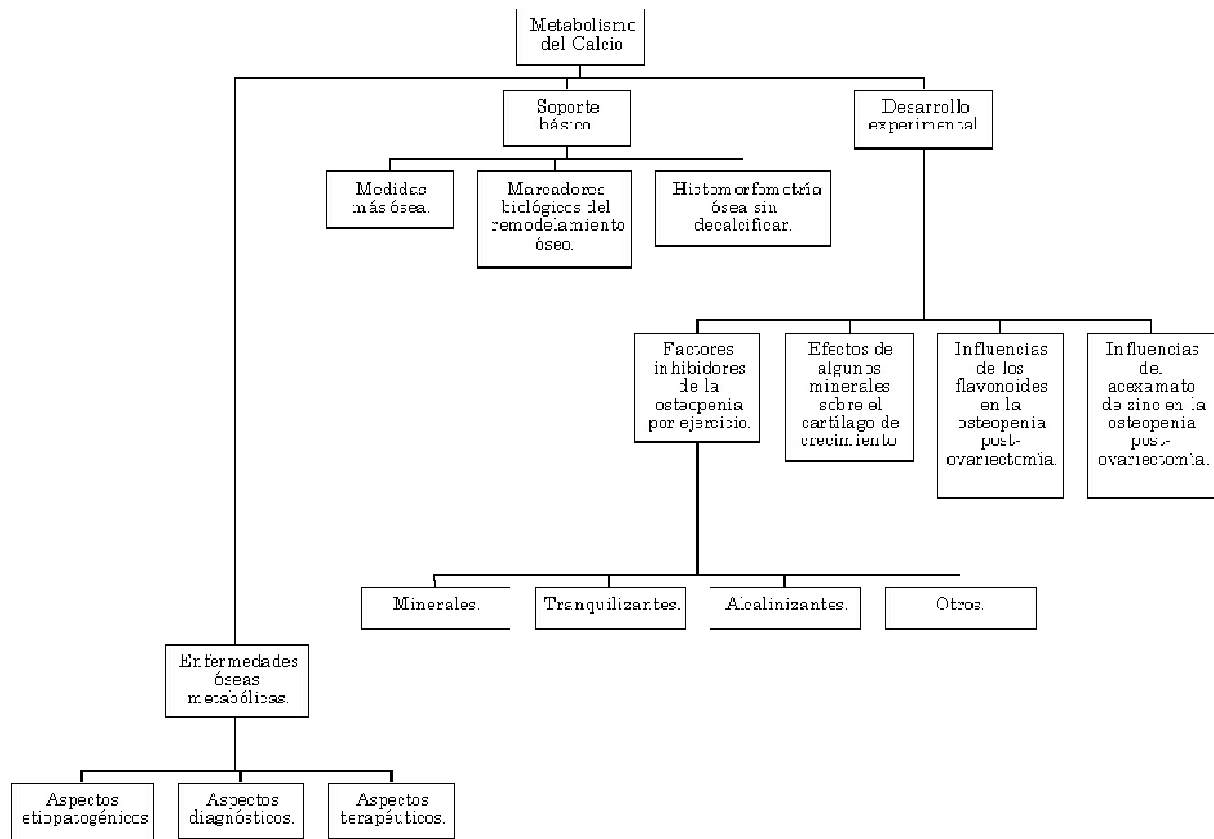 Metabolismo
del Calcio
Soporte
básico.
Desarrollo
experimental.
Medidas
más ósea.
Marcadores
biológicos del
remodelamiento
óseo.
Histomorfometría
ósea sin
decalcificar.
Factores
inhibidores
de la
osteopenia
por ejercicio.
Efectos de
algunos
minerales
sobre el
cartílago de
crecimiento
Influencias
de los
flavonoides
en la
osteopenia
post-
ovariectomía.
Influencias
del
acexamato
de zinc en la
osteopenia
post-
ovariectomía.
Minerales.
Tranquilizantes.
Alcalinizantes.
Otros.
Enfermedades
óseas
metabólicas.
Aspectos
etiopatogénicos
Aspectos
diagnósticos.
Aspectos
terapéuticos.